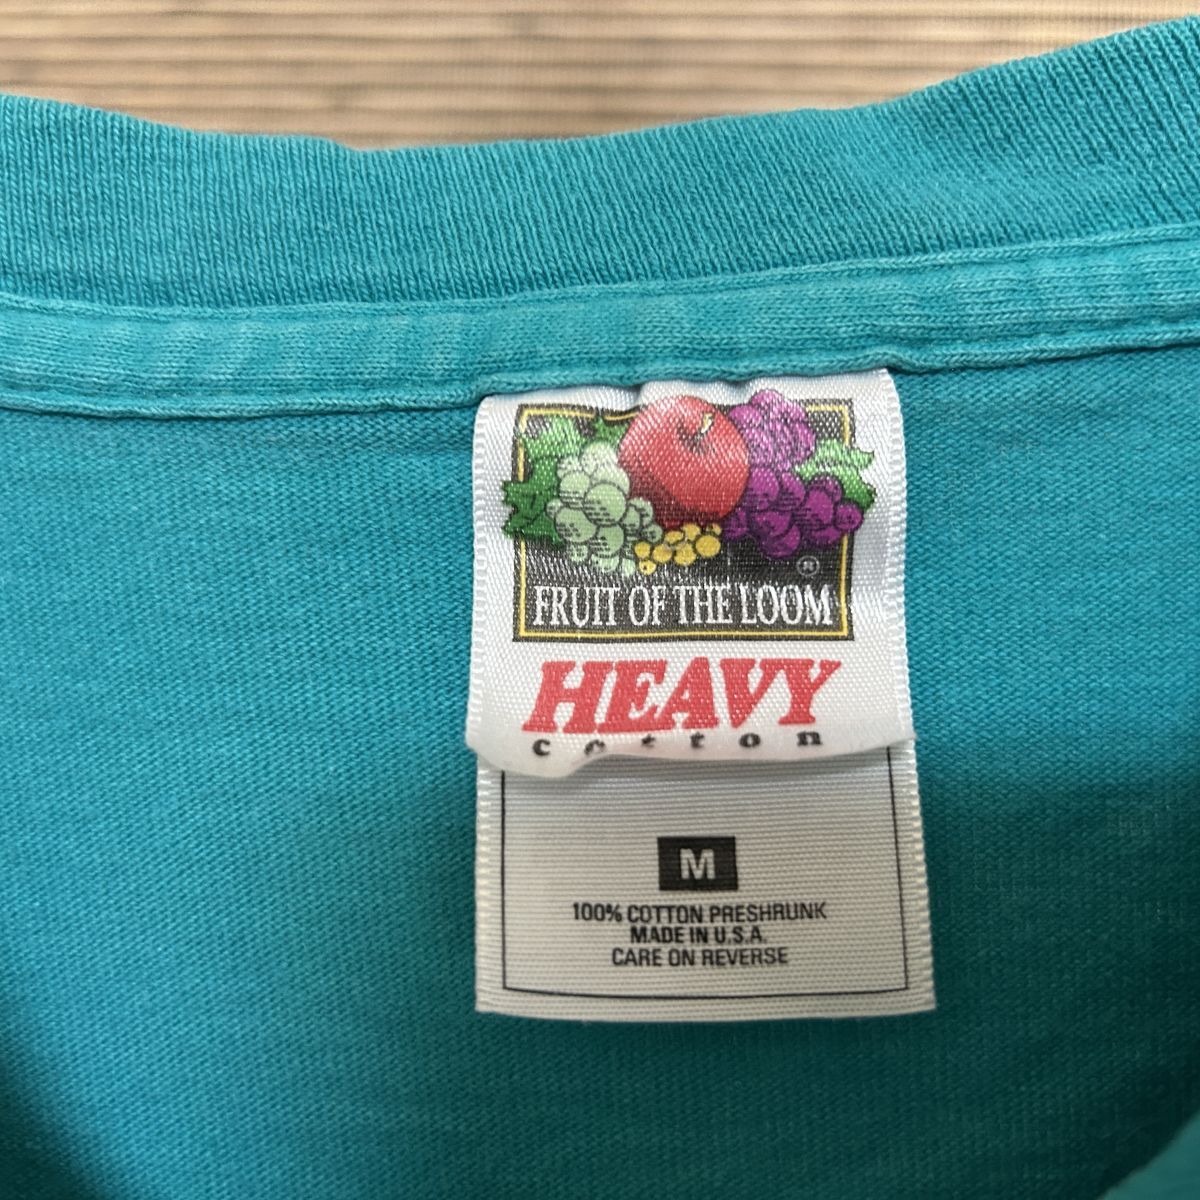 ®
FRUIT OF THE LOOM
HEAVY
cotton
M
100% COTTON PRESHRUNK
MADE IN U.S.A.
CARE ON REVERSE